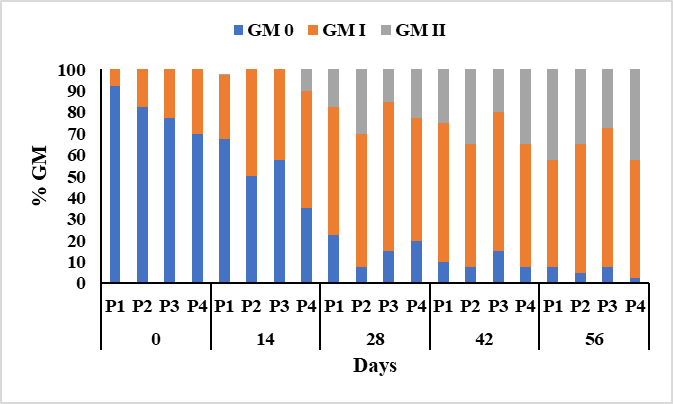 GM 0 GM I GM II
100
90
80
70
60
50
40
30
20
10
0
% GM
P1 P2 P3 P4 P1 P2 P3 P4 P1 P2 P3 P4 P1 P2 P3 P4 P1 P2 P3 P4
0 14 28 42 56
Days